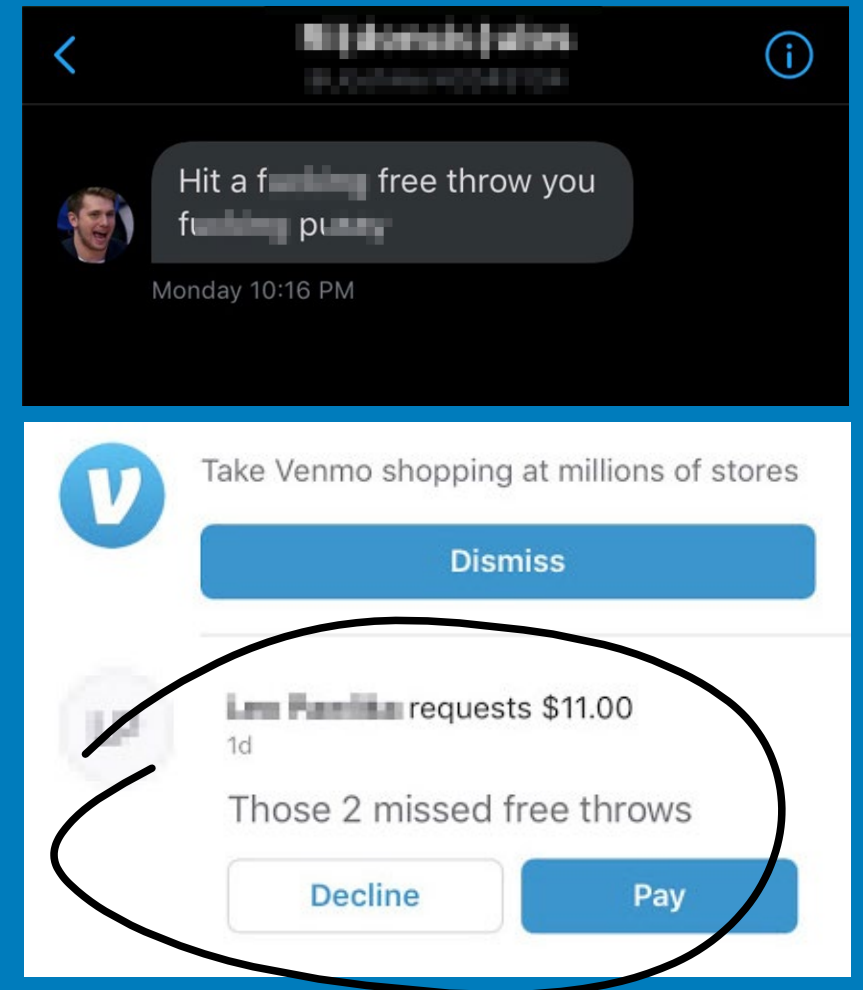 Hit a f free throw you
f pu
Monday 10:16 PM
Take Venmo shopping at millions of stores
Dismiss
requests $11.00
1d
Those 2 missed free throws
Decline
Pay